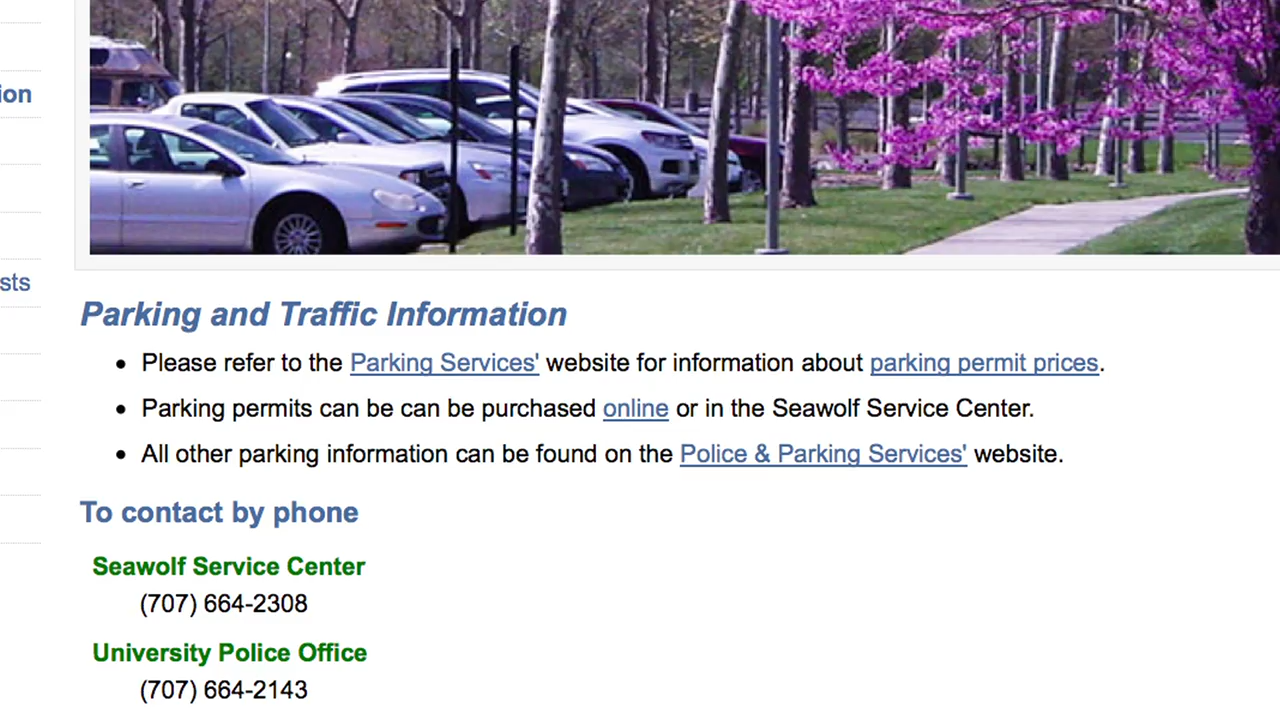 ion
sts
Parking and Traffic Information
• Please refer to the Parking Services' website for information about parking permit prices.
• Parking permits can be can be purchased online or in the Seawolf Service Center.
• All other parking information can be found on the Police & Parking Services' website.
To contact by phone
Seawolf Service Center
(707) 664-2308
University Police Office
(707) 664-2143